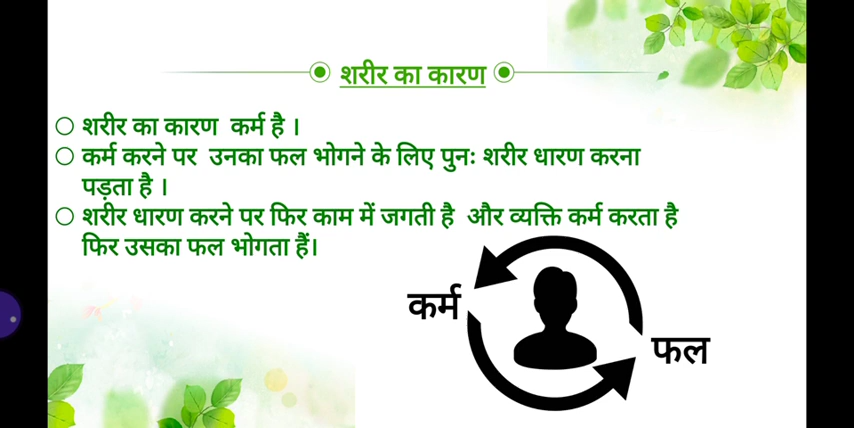 शरीर का कारण
शरीर का कारण कर्म है ।
कर्म करने पर उनका फल भोगने के लिए पुनः शरीर धारण करना
पड़ता है ।
शरीर धारण करने पर फिर काम में जगती है और व्यक्ति कर्म करता है
फिर उसका फल भोगता हैं।
कर्म
फल